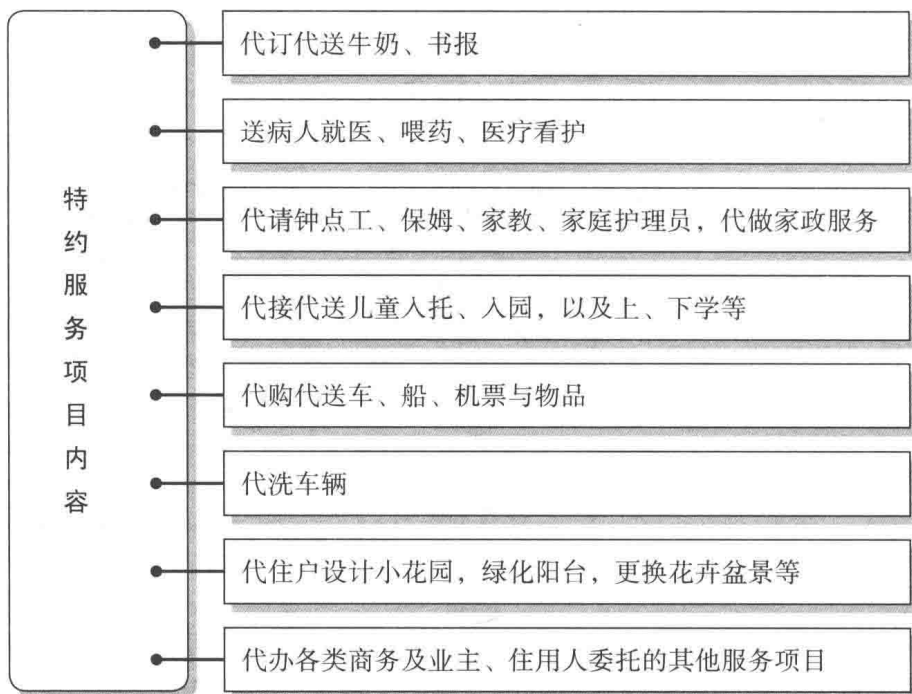 特约服务项目内容
代订代送牛奶、书报
送病人就医、喂药、医疗看护
代请钟点工、保姆、家教、家庭护理员，代做家政服务
代接代送儿童入托、入园，以及上、下学等
代购代送车、船、机票与物品
代洗车辆
代住户设计小花园，绿化阳台，更换花卉盆景等
代办各类商务及业主、住用人委托的其他服务项目